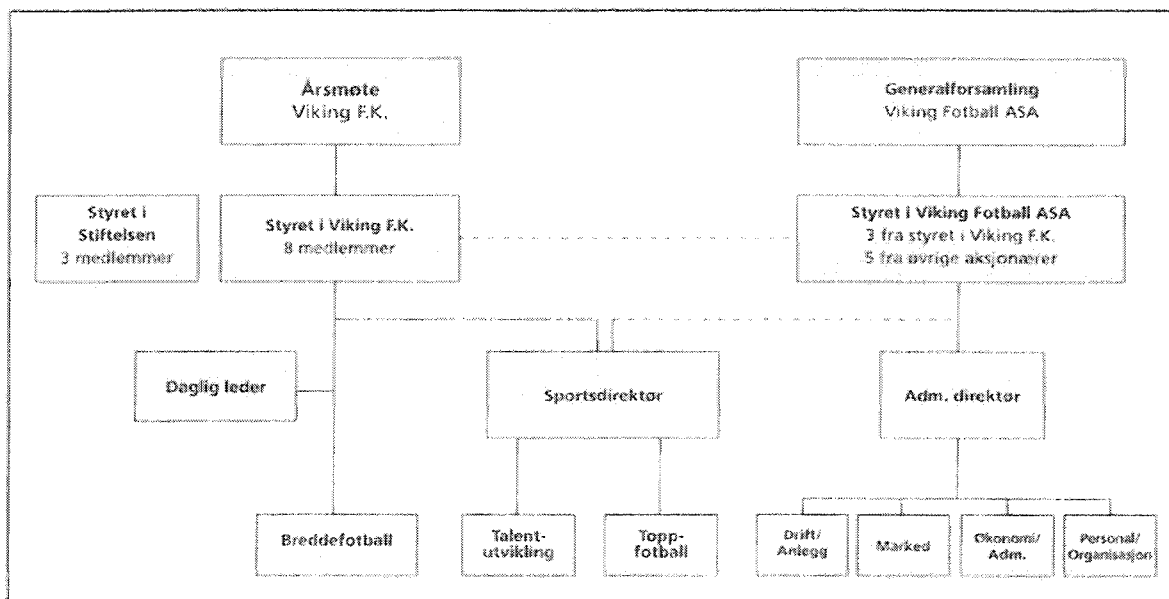 Årsmøte
Viking F.K.
Generalforsamling
Viking Fotball ASA
Styret i
Stiftelsen
3 medlemmer
Styret i Viking F.K.
8 medlemmer
Styret i Viking Fotball ASA
3 fra styret i Viking F.K.
5 fra øvrige aksjonærer
Daglig leder
Sportsdirektør
Adm. direktør
Breddefotball
Talent-
utvikling
Topp-
fotball
Drift/
Anlegg
Marked
Økonomi/
Adm.
Personal/
Organisasjon